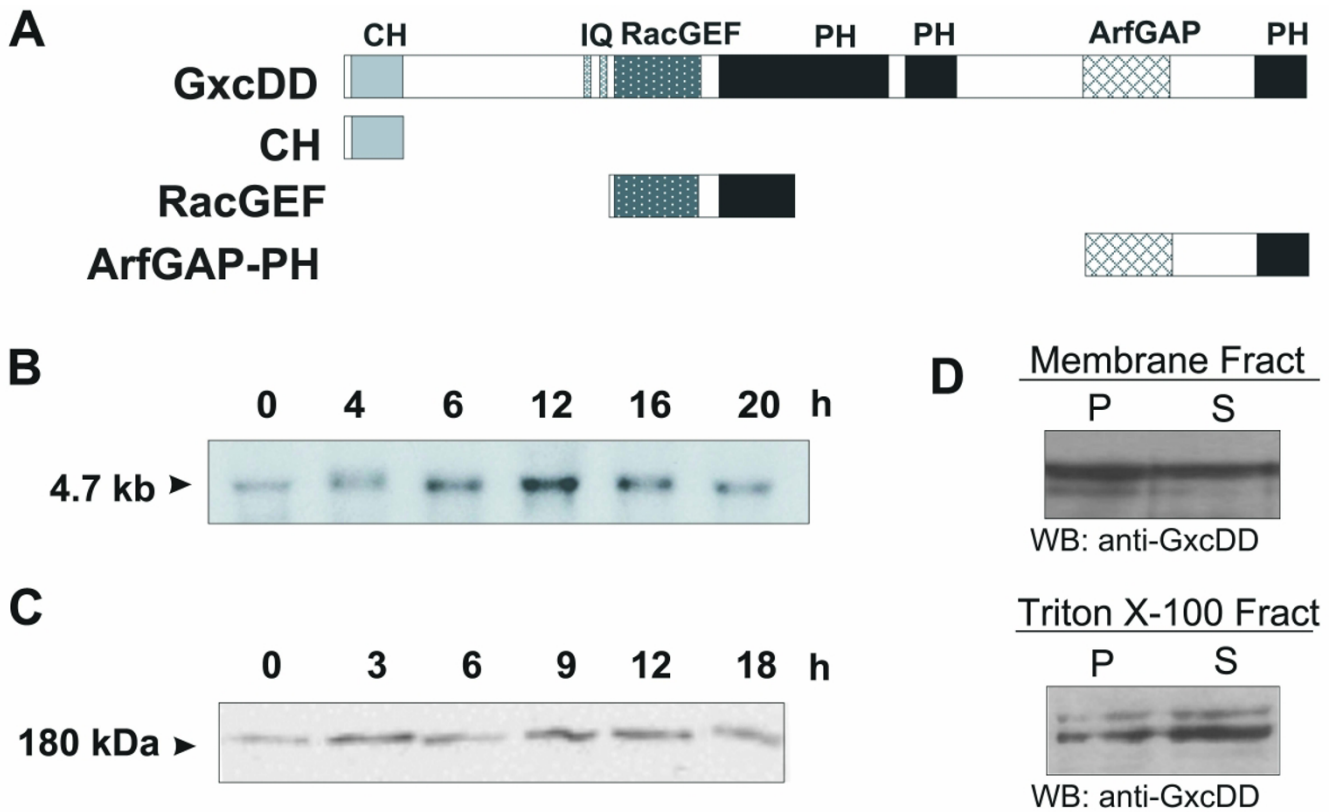 A
CH IQ RacGEF PH PH ArfGAP PH
GxcDD
CH
RacGEF
ArfGAP-PH
B
0 4 6 12 16 20 h
4.7 kb
C
0 3 6 9 12 18 h
180 kDa
D
Membrane Fract
P S
WB: anti-GxcDD
Triton X-100 Fract
P S
WB: anti-GxcDD